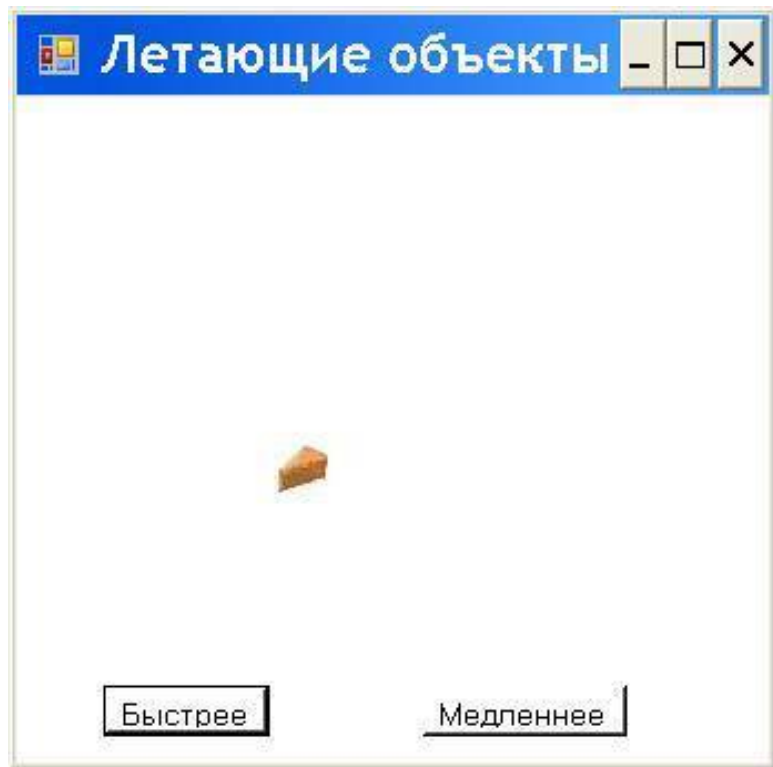 Летающие объекты
Быстрее
Медленнее